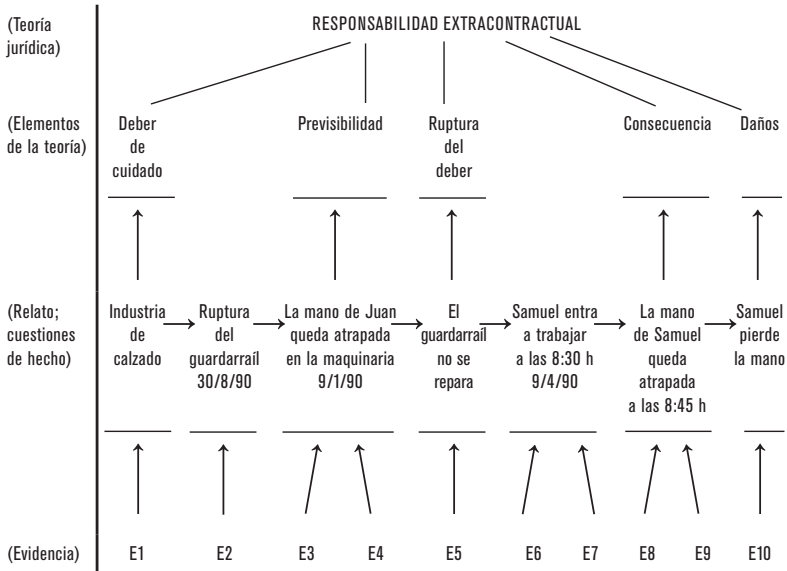 (Teoría
jurídica)
RESPONSABILIDAD EXTRACONTRACTUAL
(Elementos
de la teoría)
Deber
de
cuidado
Previsibilidad
Ruptura
del
deber
Consecuencia
Daños
(Relato;
cuestiones
de hecho)
Industria
de
calzado
Ruptura
del
guardarraíl
30/8/90
La mano de Juan
queda atrapada
en la maquinaria
9/1/90
El
guardarraíl
no se
repara
Samuel entra
a trabajar
a las 8:30 h
9/4/90
La mano
de Samuel
queda
atrapada
a las 8:45 h
Samuel
pierde
la mano
(Evidencia)
E1
E2
E3
E4
E5
E6
E7
E8
E9
E10